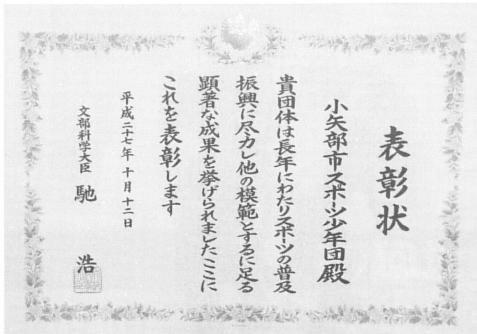 表彰状
小矢部市スポーツ少年団殿
貴団体は長年にわたりスポーツの普及
振興に尽力し他の模範とするに足る
顕著な成果を挙げられましたここに
これを表彰します
平成二十七年十月十二日
文部科学大臣 馳 浩